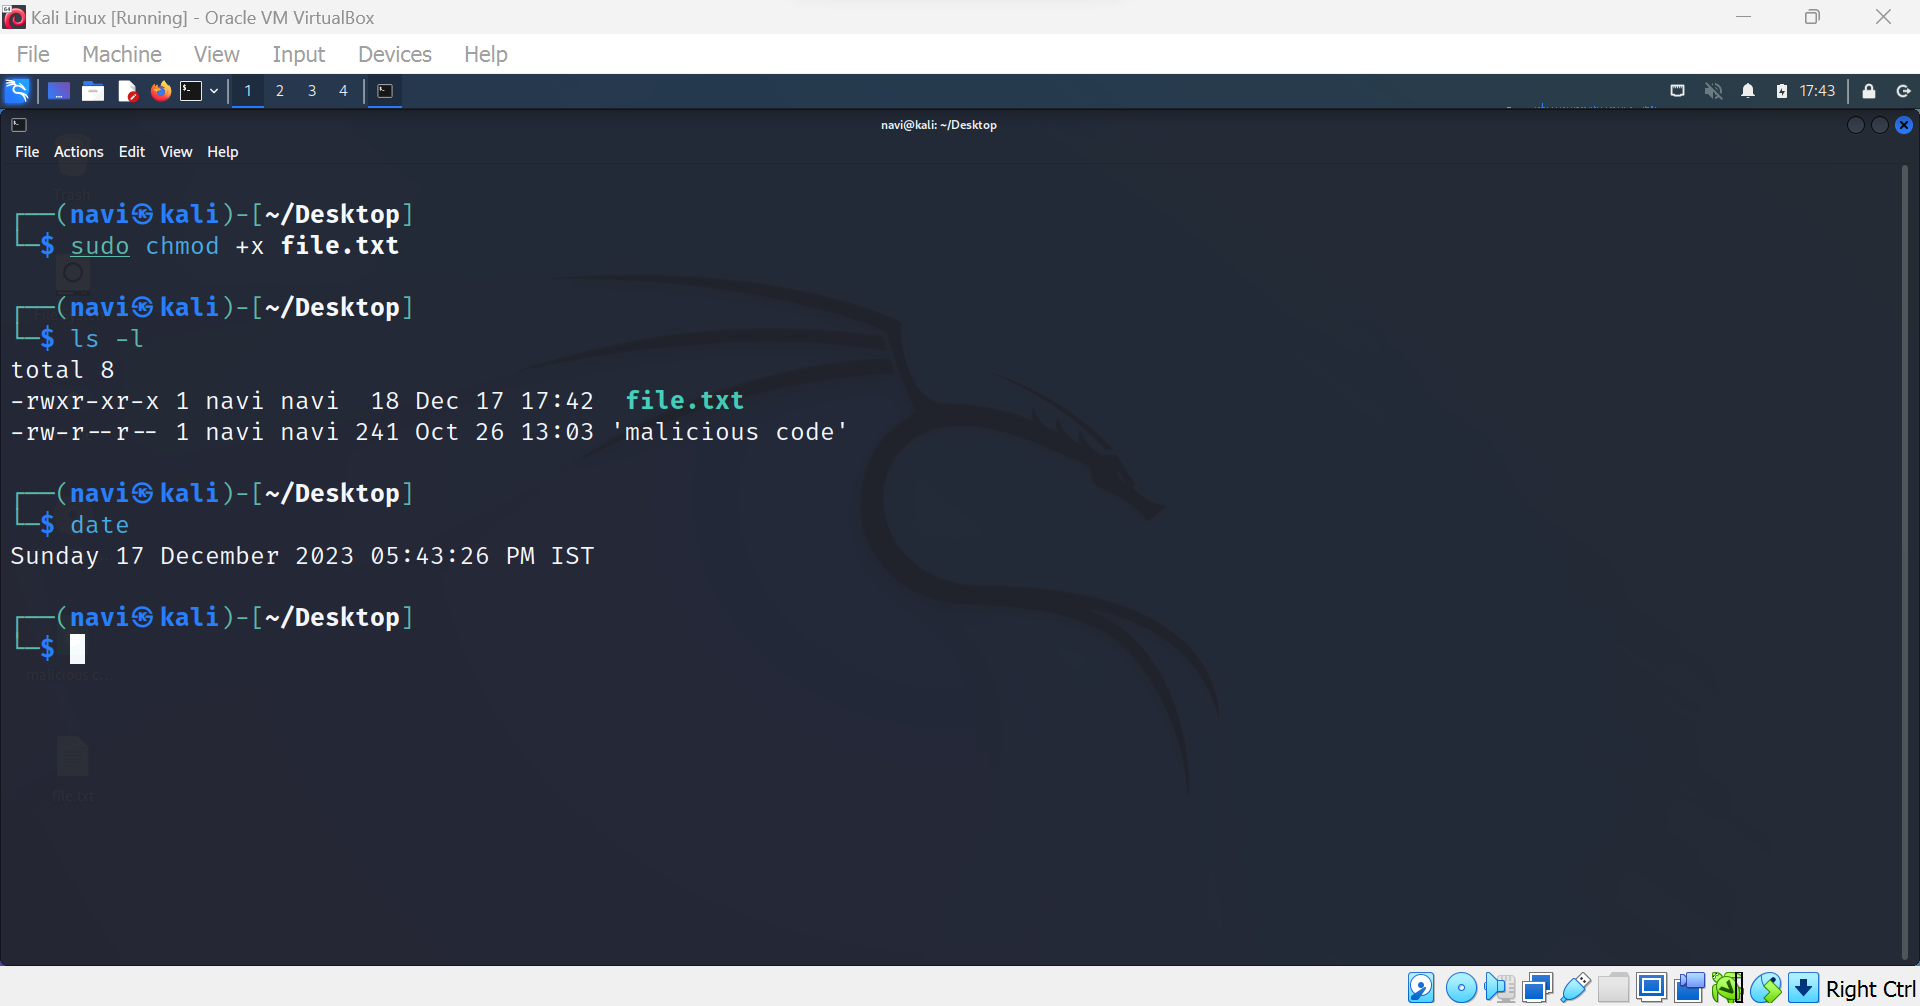 Kali Linux [Running] - Oracle VM VirtualBox
File Machine View Input Devices Help
1 2 3 4 17:43
navi@kali: ~/Desktop
File Actions Edit View Help
Trash
┌──(navi㉿kali)-[~/Desktop]
└─$ sudo chmod +x file.txt
┌──(navi㉿kali)-[~/Desktop]
└─$ ls -l
total 8
-rwxr-xr-x 1 navi navi  18 Dec 17 17:42  file.txt
-rw-r--r-- 1 navi navi 241 Oct 26 13:03 'malicious code'
┌──(navi㉿kali)-[~/Desktop]
└─$ date
Sunday 17 December 2023 05:43:26 PM IST
┌──(navi㉿kali)-[~/Desktop]
└─$
malicious c...
file.txt
Right Ctrl